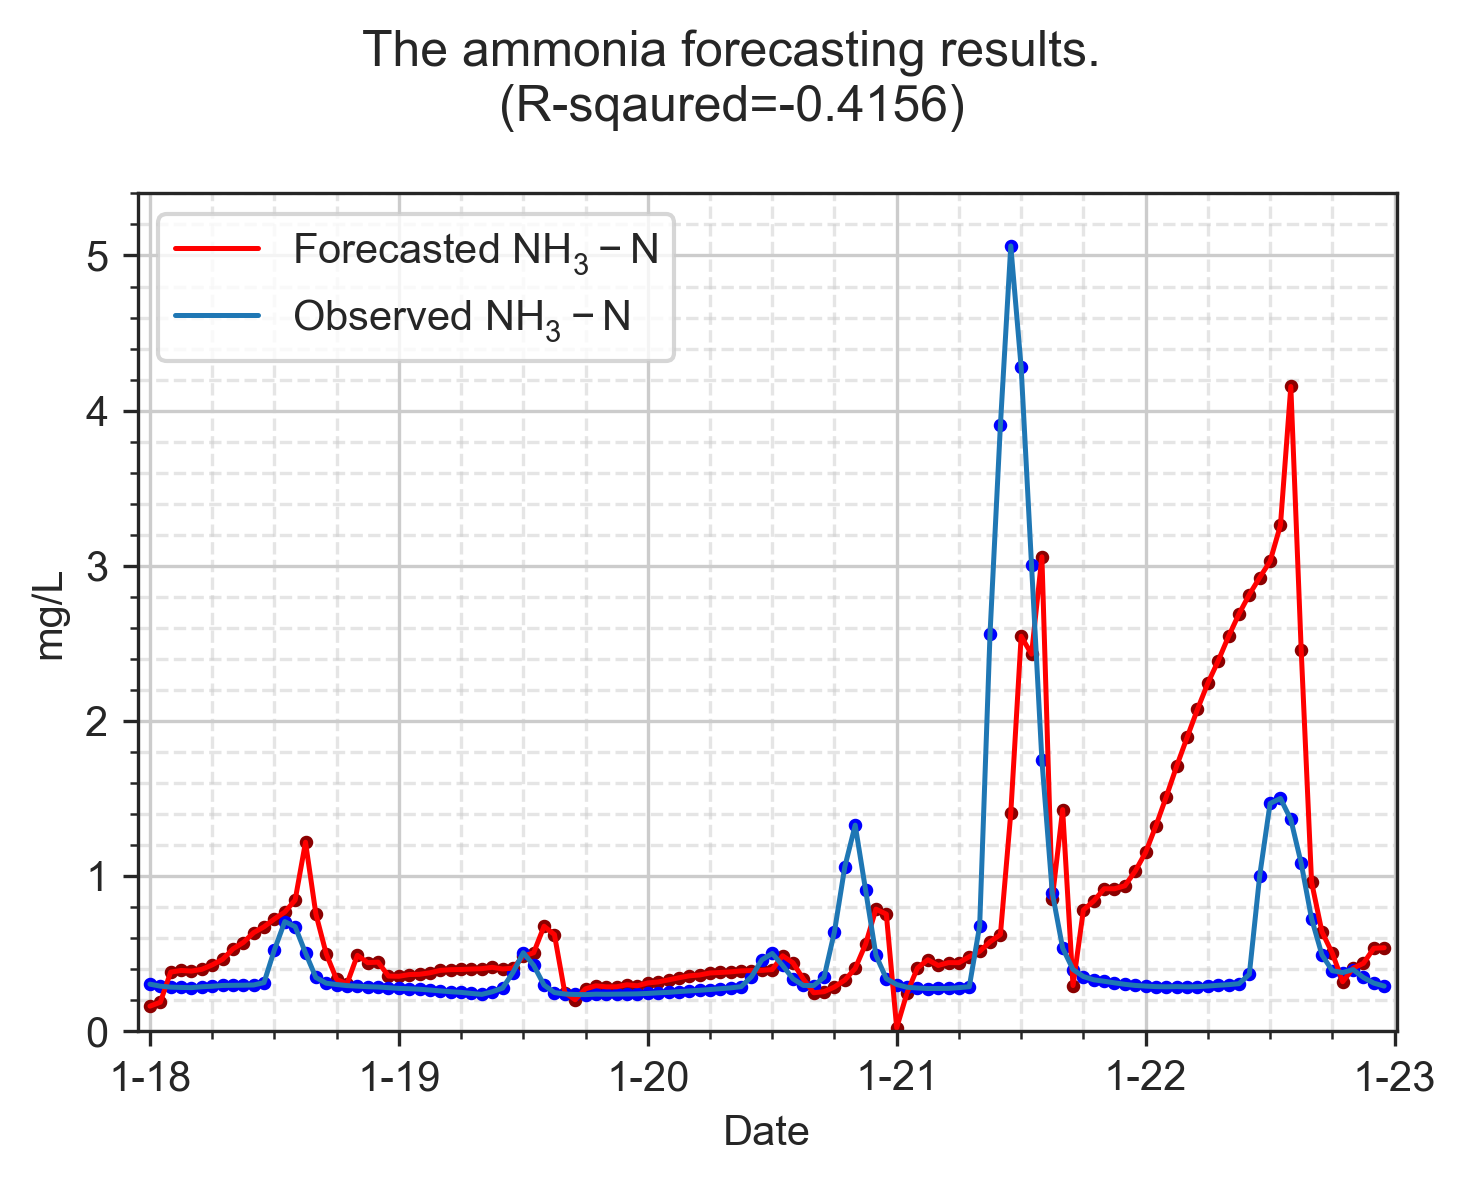 The ammonia forecasting results.
(R-sqaured=-0.4156)
Forecasted NH₃ − N
Observed NH₃ − N
mg/L
5
4
3
2
1
0
1-18 1-19 1-20 1-21 1-22 1-23
Date